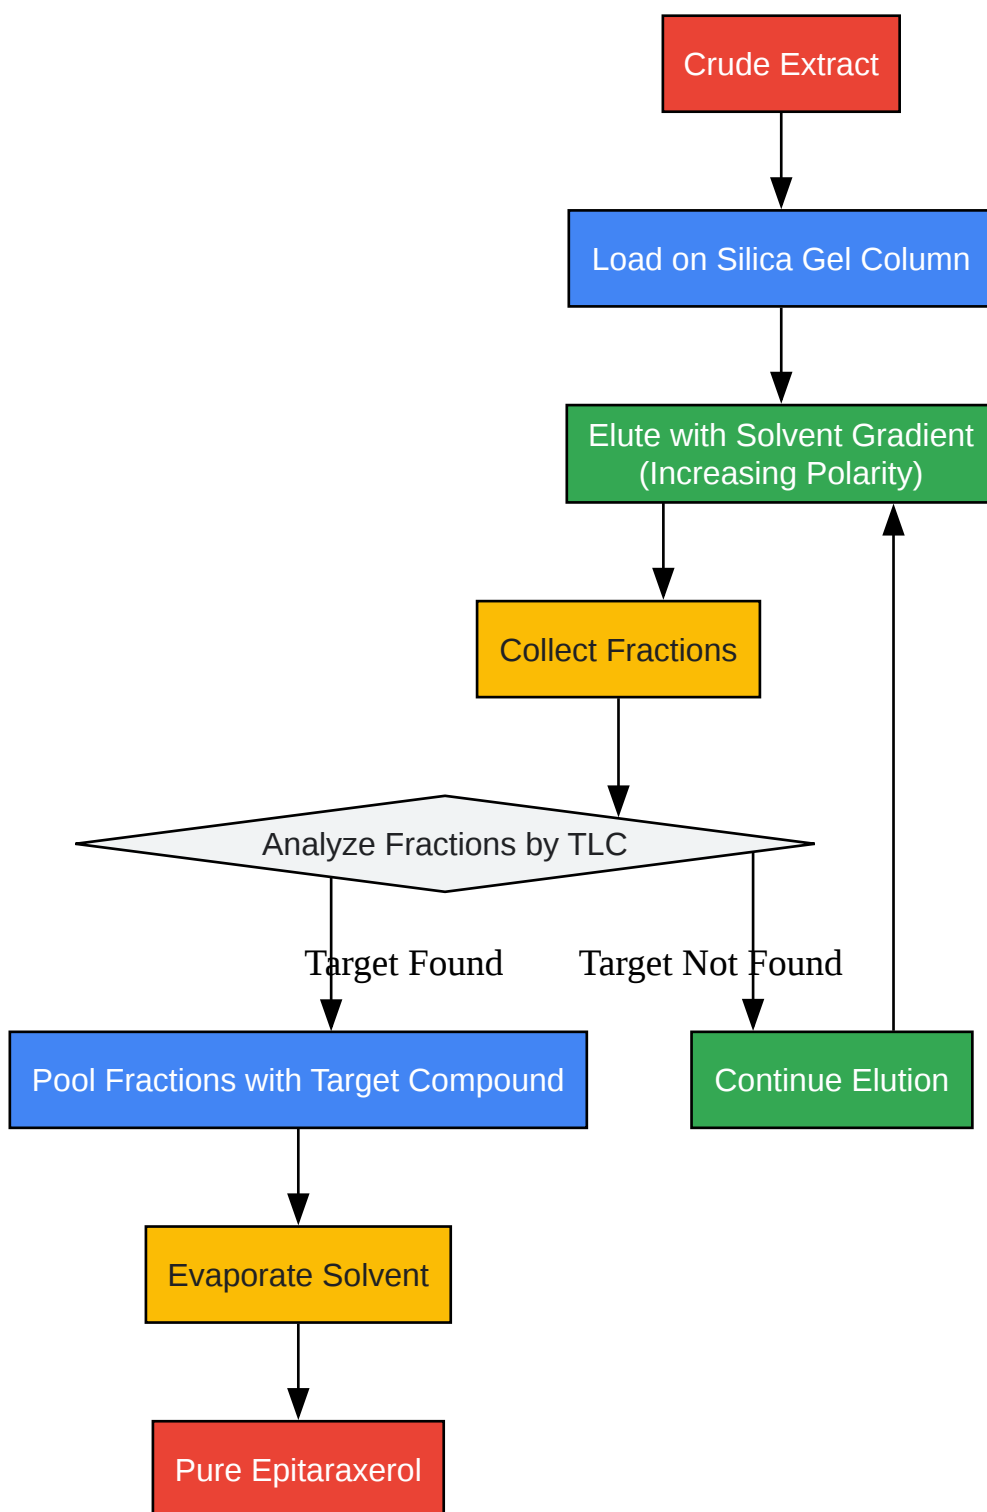 Crude Extract
Load on Silica Gel Column
Elute with Solvent Gradient
(Increasing Polarity)
Collect Fractions
Analyze Fractions by TLC
Target Found
Target Not Found
Pool Fractions with Target Compound
Continue Elution
Evaporate Solvent
Pure Epitaraxerol